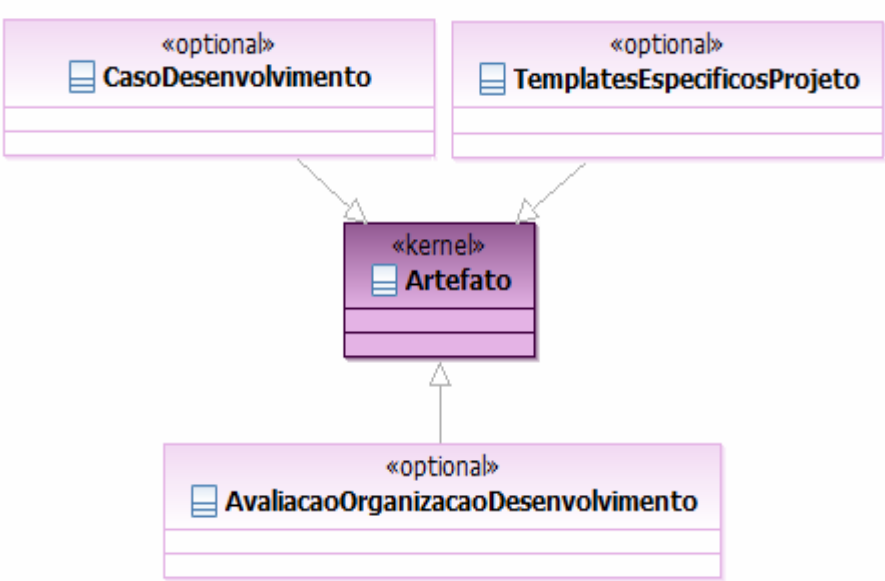 «optional»
CasoDesenvolvimento
«optional»
TemplatesEspecificosProjeto
«kernel»
Artefato
«optional»
AvaliacaoOrganizacaoDesenvolvimento